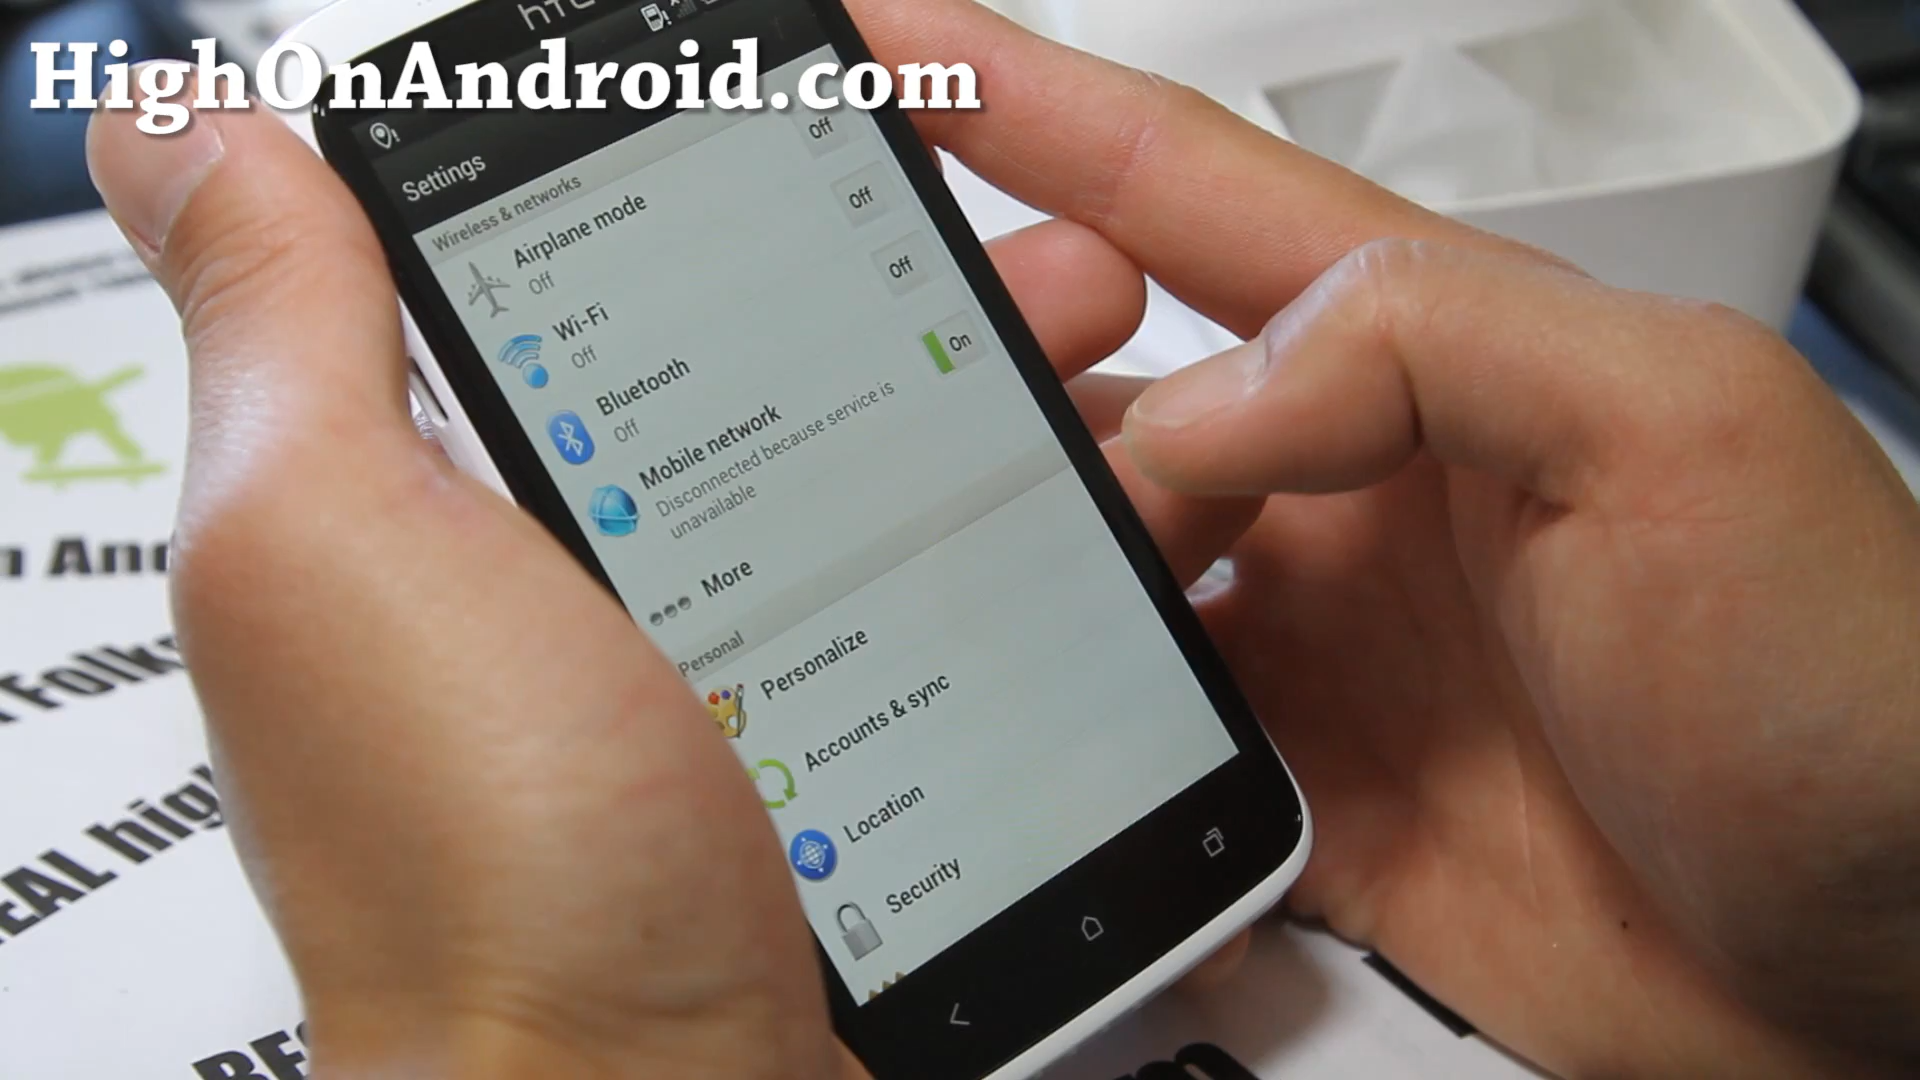 HighOnAndroid.com
hTC
Settings
Wireless & networks
Off
Airplane mode
Off
Off
Wi-Fi
Off
Off
Bluetooth
Off
On
Mobile network
Disconnected because service is
unavailable
More
Personal
Personalize
Accounts & sync
Location
Security
Folks